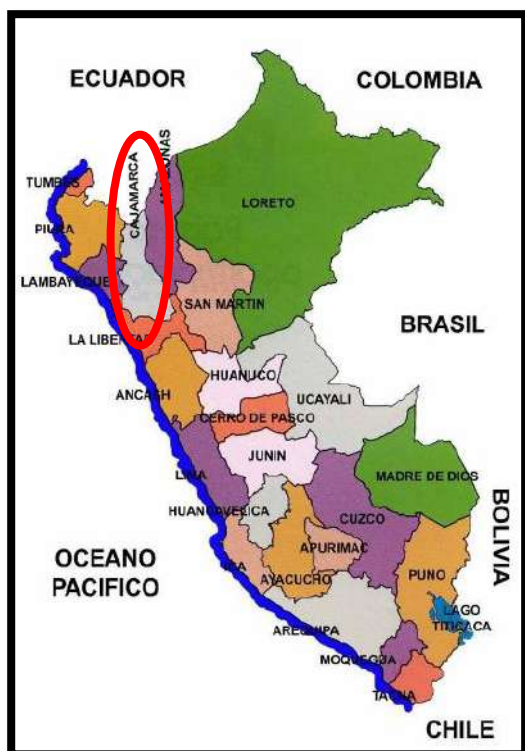 ECUADOR
COLOMBIA
CAJAMARCA
TUMBES
PIURA
LORETO
LAMBAYEQUE
SAN MARTIN
LA LIBERTAD
BRASIL
HUANUCO
ANCASH
UCAYALI
CERRO DE PASCO
JUNIN
LIMA
MADRE DE DIOS
HUANCAVELICA
CUZCO
BOLIVIA
OCEANO
PACIFICO
APURIMAC
ICA
AYACUCHO
PUNO
LAGO
TITICACA
AREQUIPA
MOQUEGUA
TACNA
CHILE